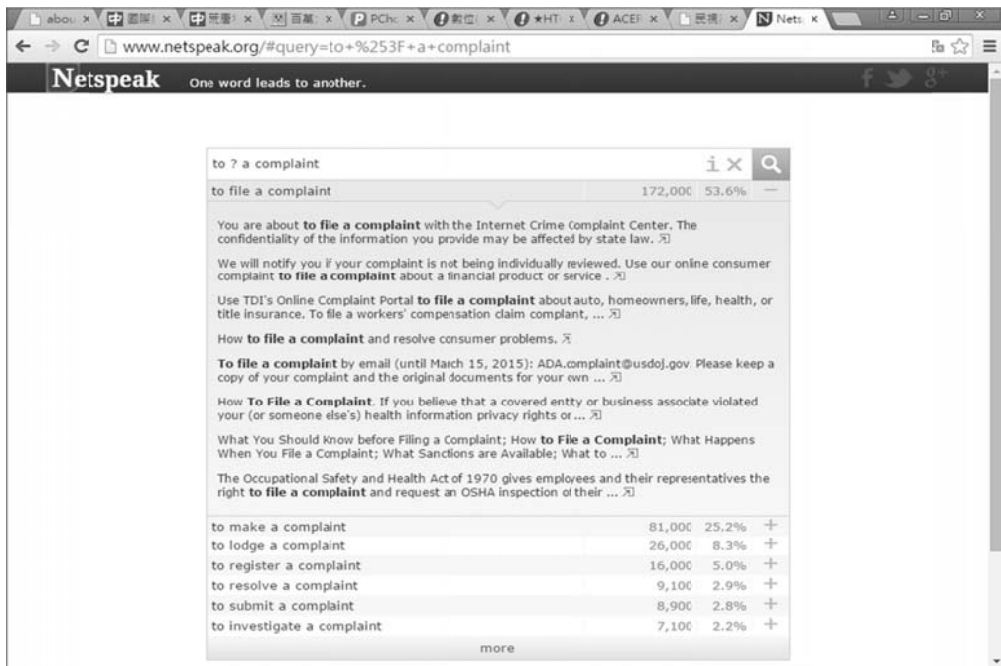 abou
PChc
★HT
ACEF
Nets
www.netspeak.org/#query=to+%253F+a+complaint
Netspeak One word leads to another.
to ? a complaint
to file a complaint 172,000 53.6%
You are about to file a complaint with the Internet Crime Complaint Center. The
confidentiality of the information you provide may be affected by state law.
We will notify you if your complaint is not being individually reviewed. Use our online consumer
complaint to file a complaint about a financial product or service .
Use TDI's Online Complaint Portal to file a complaint about auto, homeowners, life, health, or
title insurance. To file a workers' compensation claim complant, ...
How to file a complaint and resolve consumer problems.
To file a complaint by email (until March 15, 2015): ADA.complaint@usdoj.gov Please keep a
copy of your complaint and the original documents for your own ...
How To File a Complaint. If you believe that a covered entty or business associate violated
your (or someone else's) health information privacy rights or ...
What You Should Know before Filing a Complaint; How to File a Complaint; What Happens
When You File a Complaint; What Sanctions are Available; What to ...
The Occupational Safety and Health Act of 1970 gives employees and their representatives the
right to file a complaint and request an OSHA inspection of their ...
to make a complaint 81,000 25.2%
to lodge a complaint 26,000 8.3%
to register a complaint 16,000 5.0%
to resolve a complaint 9,100 2.9%
to submit a complaint 8,900 2.8%
to investigate a complaint 7,100 2.2%
more